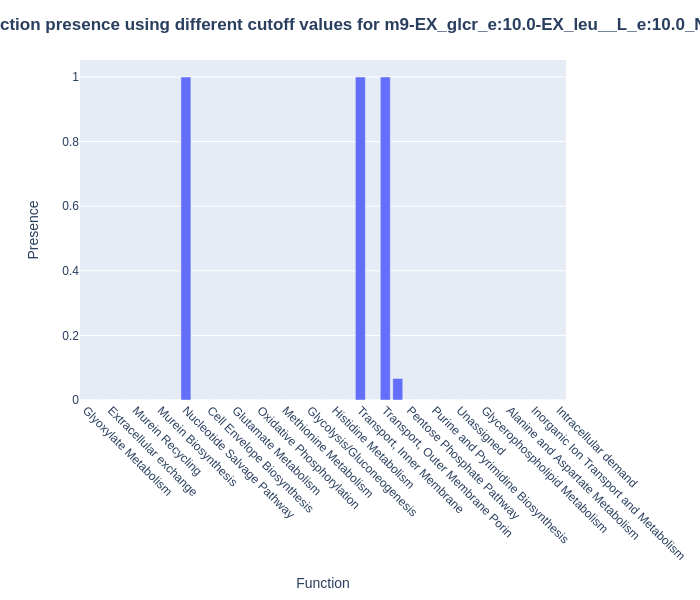 ction presence using different cutoff values for m9-EX_glcr_e:10.0-EX_leu__L_e:10.0_N
1
0.8
0.6
0.4
0.2
0
Presence
Glyoxylate Metabolism
Extracellular exchange
Murein Recycling
Murein Biosynthesis
Nucleotide Salvage Pathway
Cell Envelope Biosynthesis
Glutamate Metabolism
Oxidative Phosphorylation
Methionine Metabolism
Glycolysis/Gluconeogenesis
Histidine Metabolism
Transport, Inner Membrane
Transport, Outer Membrane Porin
Pentose Phosphate Pathway
Purine and Pyrimidine Biosynthesis
Unassigned
Glycerophospholipid Metabolism
Alanine and Aspartate Metabolism
Inorganic Ion Transport and Metabolism
Intracellular demand
Function